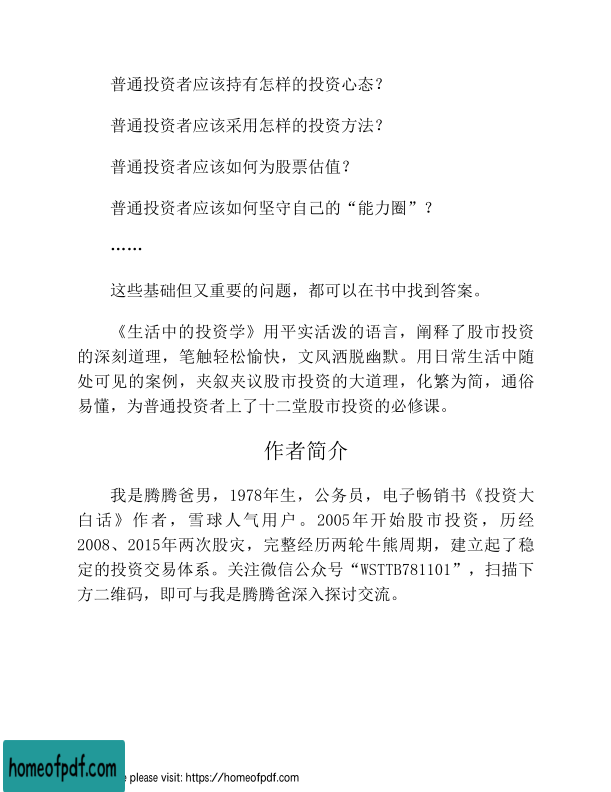 普通投资者应该持有怎样的投资心态？
普通投资者应该采用怎样的投资方法？
普通投资者应该如何为股票估值？
普通投资者应该如何坚守自己的“能力圈”？
……
这些基础但又重要的问题，都可以在书中找到答案。
《生活中的投资学》用平实活泼的语言，阐释了股市投资
的深刻道理，笔触轻松愉快，文风洒脱幽默。用日常生活中随
处可见的案例，夹叙夹议股市投资的大道理，化繁为简，通俗
易懂，为普通投资者上了十二堂股市投资的必修课。
作者简介
我是腾腾爸男，1978年生，公务员，电子畅销书《投资大
白话》作者，雪球人气用户。2005年开始股市投资，历经
2008、2015年两次股灾，完整经历两轮牛熊周期，建立起了稳
定的投资交易体系。关注微信公众号“WSTTB781101”，扫描下
方二维码，即可与我是腾腾爸深入探讨交流。
homeofpdf.com
e please visit: https://homeofpdf.com